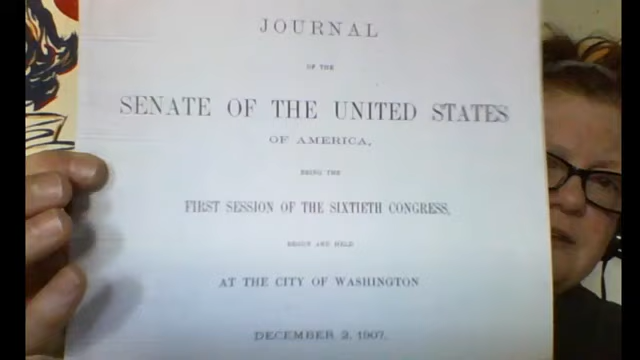 JOURNAL
OF THE
SENATE OF THE UNITED STATES
OF AMERICA,
BEING THE
FIRST SESSION OF THE SIXTIETH CONGRESS,
BEGUN AND HELD
AT THE CITY OF WASHINGTON
DECEMBER 2, 1907.